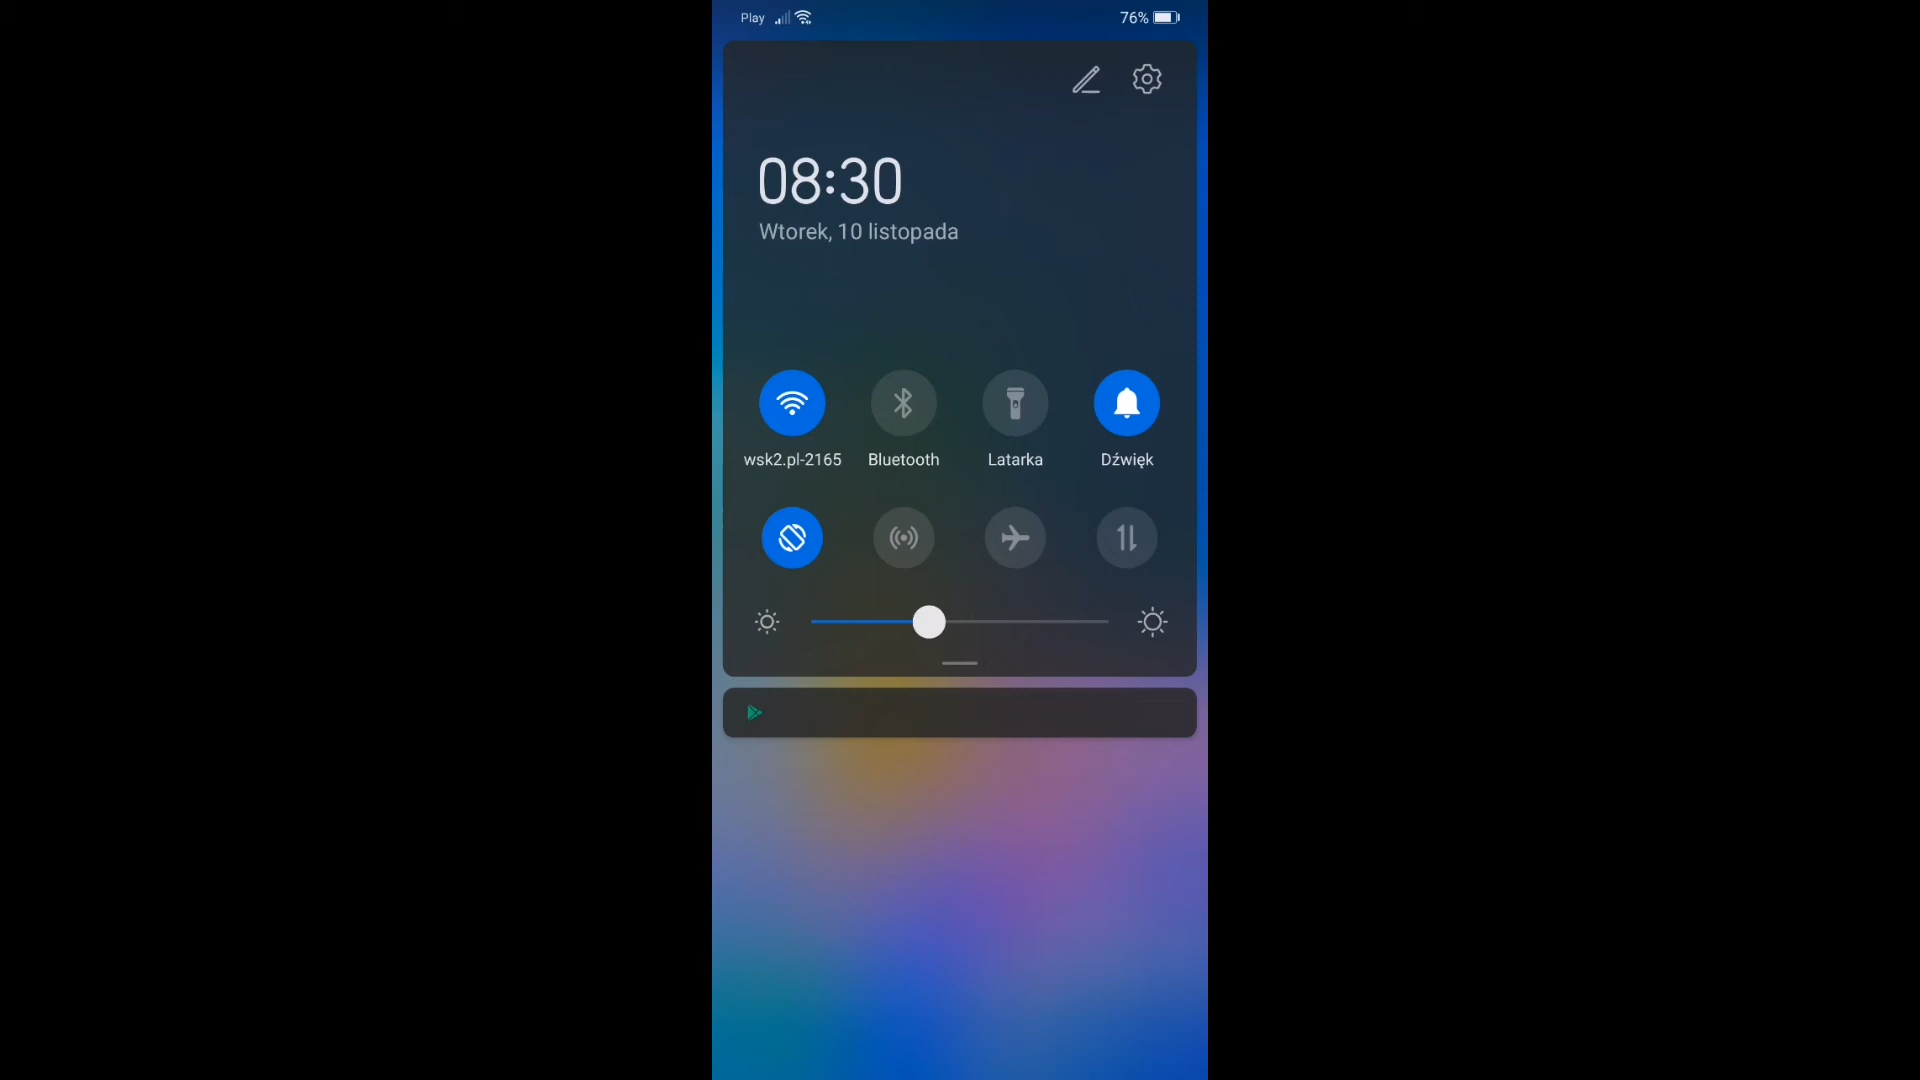 Play
76%
08:30
Wtorek, 10 listopada
wsk2.pl-2165
Bluetooth
Latarka
Dźwięk